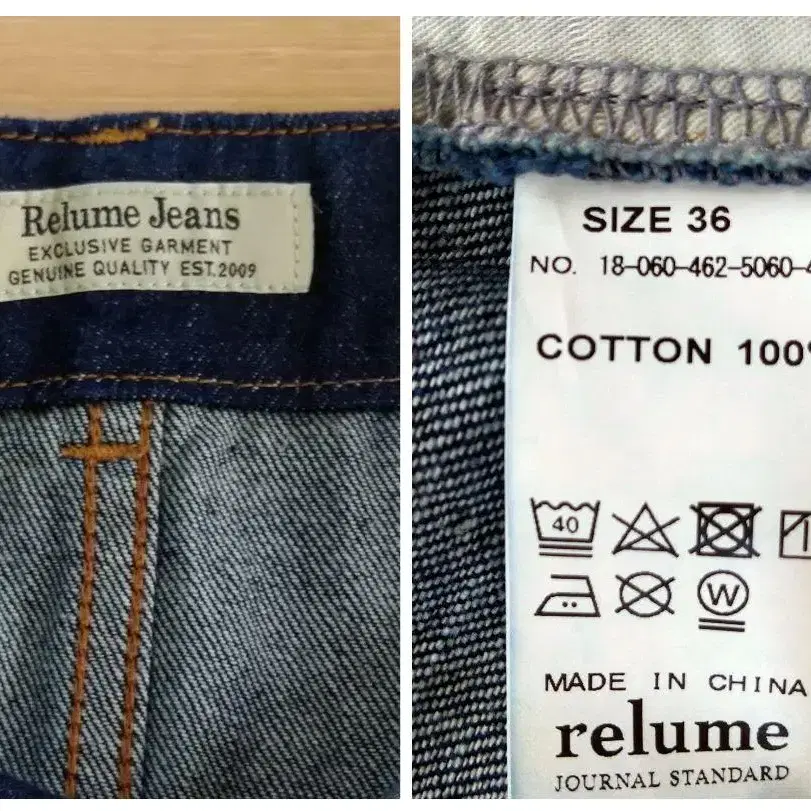 Relume Jeans
EXCLUSIVE GARMENT
GENUINE QUALITY EST.2009
SIZE 36
NO. 18-060-462-5060-
COTTON 100
40
W
MADE IN CHINA
relume
JOURNAL STANDARD